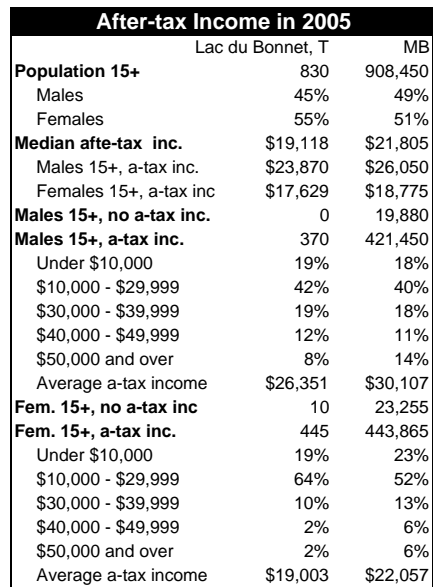 After-tax Income in 2005
Lac du Bonnet, T MB
Population 15+ 830 908,450
Males 45% 49%
Females 55% 51%
Median afte-tax inc. $19,118 $21,805
Males 15+, a-tax inc. $23,870 $26,050
Females 15+, a-tax inc $17,629 $18,775
Males 15+, no a-tax inc. 0 19,880
Males 15+, a-tax inc. 370 421,450
Under $10,000 19% 18%
$10,000 - $29,999 42% 40%
$30,000 - $39,999 19% 18%
$40,000 - $49,999 12% 11%
$50,000 and over 8% 14%
Average a-tax income $26,351 $30,107
Fem. 15+, no a-tax inc 10 23,255
Fem. 15+, a-tax inc. 445 443,865
Under $10,000 19% 23%
$10,000 - $29,999 64% 52%
$30,000 - $39,999 10% 13%
$40,000 - $49,999 2% 6%
$50,000 and over 2% 6%
Average a-tax income $19,003 $22,057